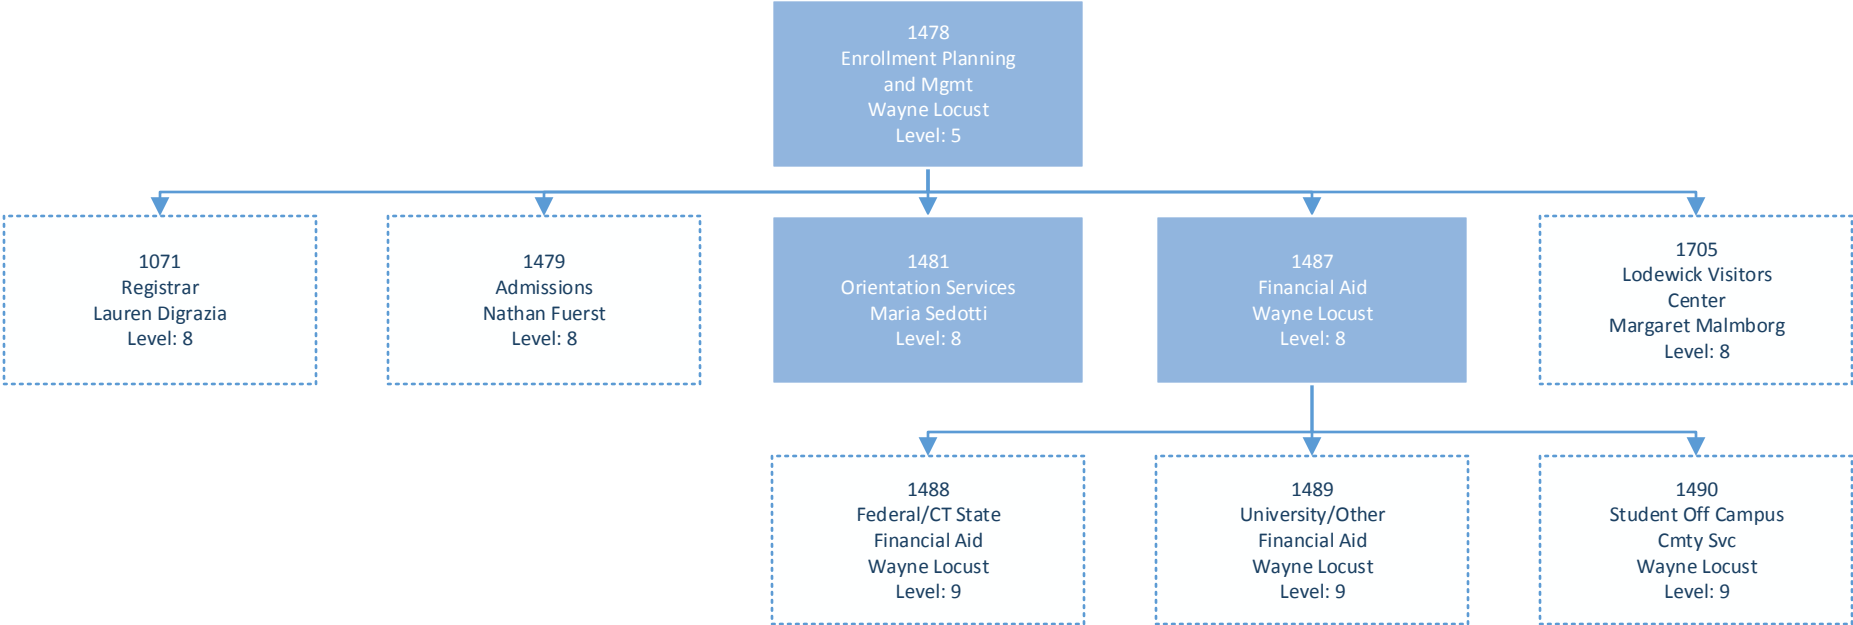 1478
Enrollment Planning
and Mgmt
Wayne Locust
Level: 5
1071
Registrar
Lauren Digrazia
Level: 8
1479
Admissions
Nathan Fuerst
Level: 8
1481
Orientation Services
Maria Sedotti
Level: 8
1487
Financial Aid
Wayne Locust
Level: 8
1705
Lodewick Visitors
Center
Margaret Malmborg
Level: 8
1488
Federal/CT State
Financial Aid
Wayne Locust
Level: 9
1489
University/Other
Financial Aid
Wayne Locust
Level: 9
1490
Student Off Campus
Cmty Svc
Wayne Locust
Level: 9